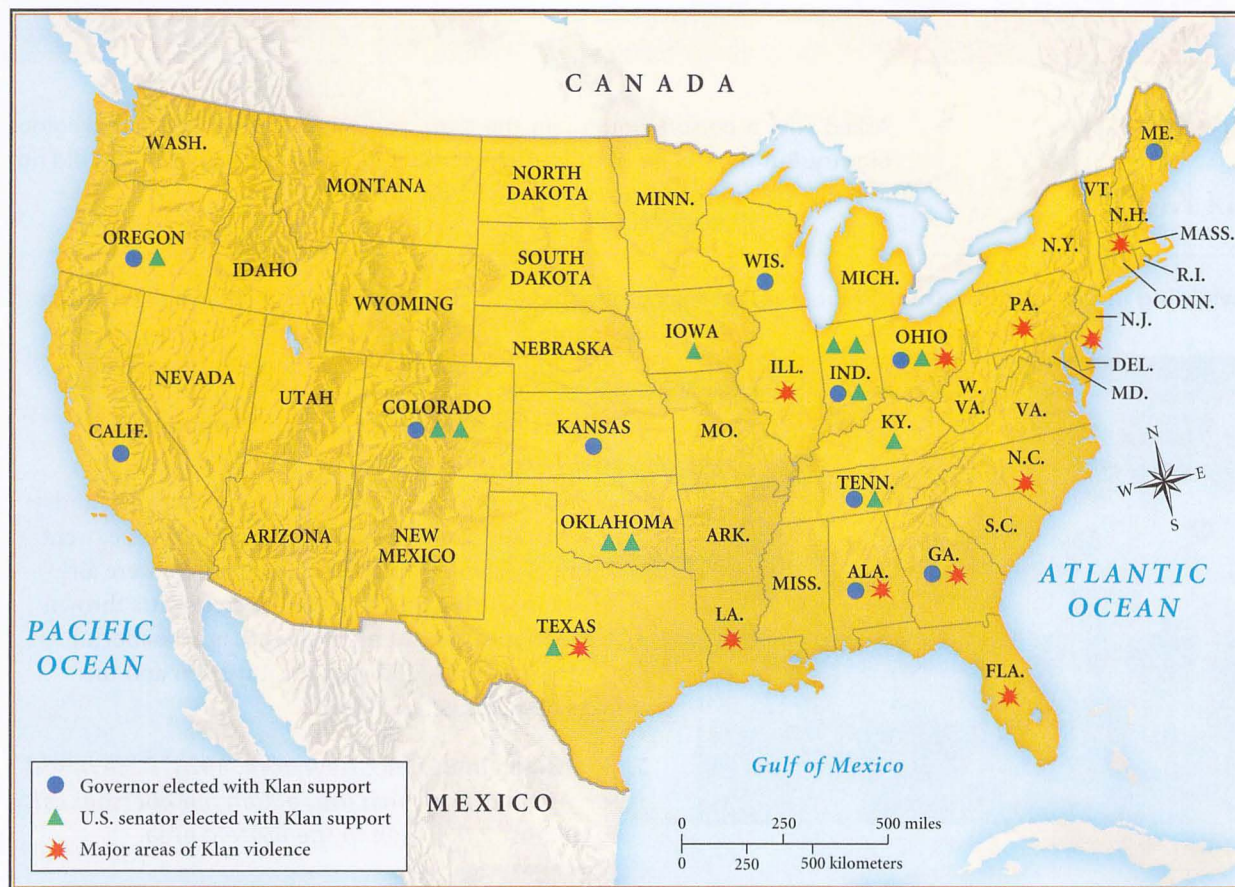 CANADA
WASH.
MONTANA
NORTH
DAKOTA
MINN.
ME.
VT.
N.H.
MASS.
OREGON
IDAHO
SOUTH
DAKOTA
WIS.
MICH.
N.Y.
R.I.
CONN.
WYOMING
IOWA
PA.
N.J.
NEBRASKA
OHIO
DEL.
MD.
NEVADA
UTAH
COLORADO
KANSAS
MO.
ILL.
IND.
W.
VA.
VA.
CALIF.
KY.
N.C.
N
W
E
S
TENN.
ARIZONA
NEW
MEXICO
OKLAHOMA
ARK.
S.C.
MISS.
ALA.
GA.
ATLANTIC
OCEAN
PACIFIC
OCEAN
TEXAS
LA.
FLA.
Gulf of Mexico
MEXICO
Governor elected with Klan support
U.S. senator elected with Klan support
Major areas of Klan violence
0 250 500 miles
0 250 500 kilometers